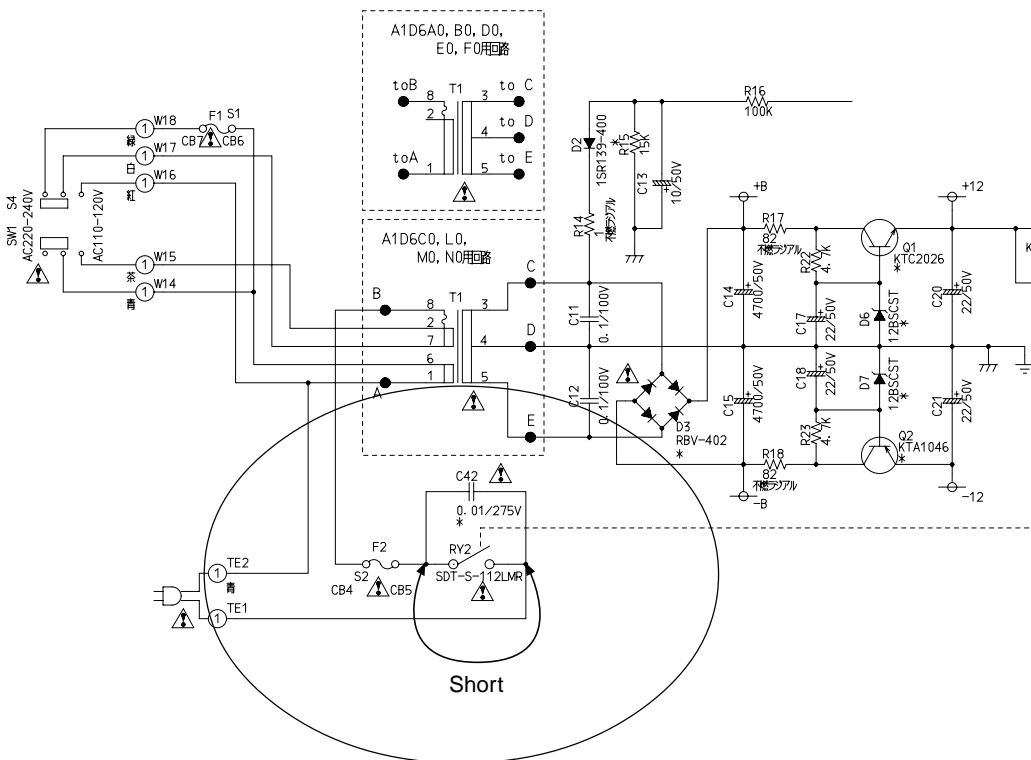 A1D6A0, B0, D0,
E0, F0用回路
toB
8
T1
3
to C
2
4
to D
toA
1
5
to E
R16
100K
D2
1SR139-400
*
R15
15K
C13
10/50V
R14
1
不燃ラジアル
F1 S1
W18
1
緑
CB7
CB6
W17
1
白
W16
1
紅
S4
SW1
AC220-240V
AC110-120V
W15
1
茶
W14
1
青
A1D6C0, L0,
M0, N0用回路
B
8
T1
3
C
2
7
4
D
6
1
5
A
E
C11
0.1/100V
C12
0.1/100V
D3
RBV-402
*
+B
C14
4700/50V
C15
4700/50V
-B
R17
82
不燃ラジアル
R22
4.7K
C17
22/50V
C18
22/50V
R23
4.7K
R18
82
不燃ラジアル
Q1
KTC2026
*
D6
12BSCST
*
D7
12BSCST
*
Q2
KTA1046
*
+12
C20
22/50V
C21
22/50V
-12
K
C42
0.01/275V
*
RY2
SDT-S-112LMR
F2
S2
CB4
CB5
TE2
1
青
TE1
1
Short